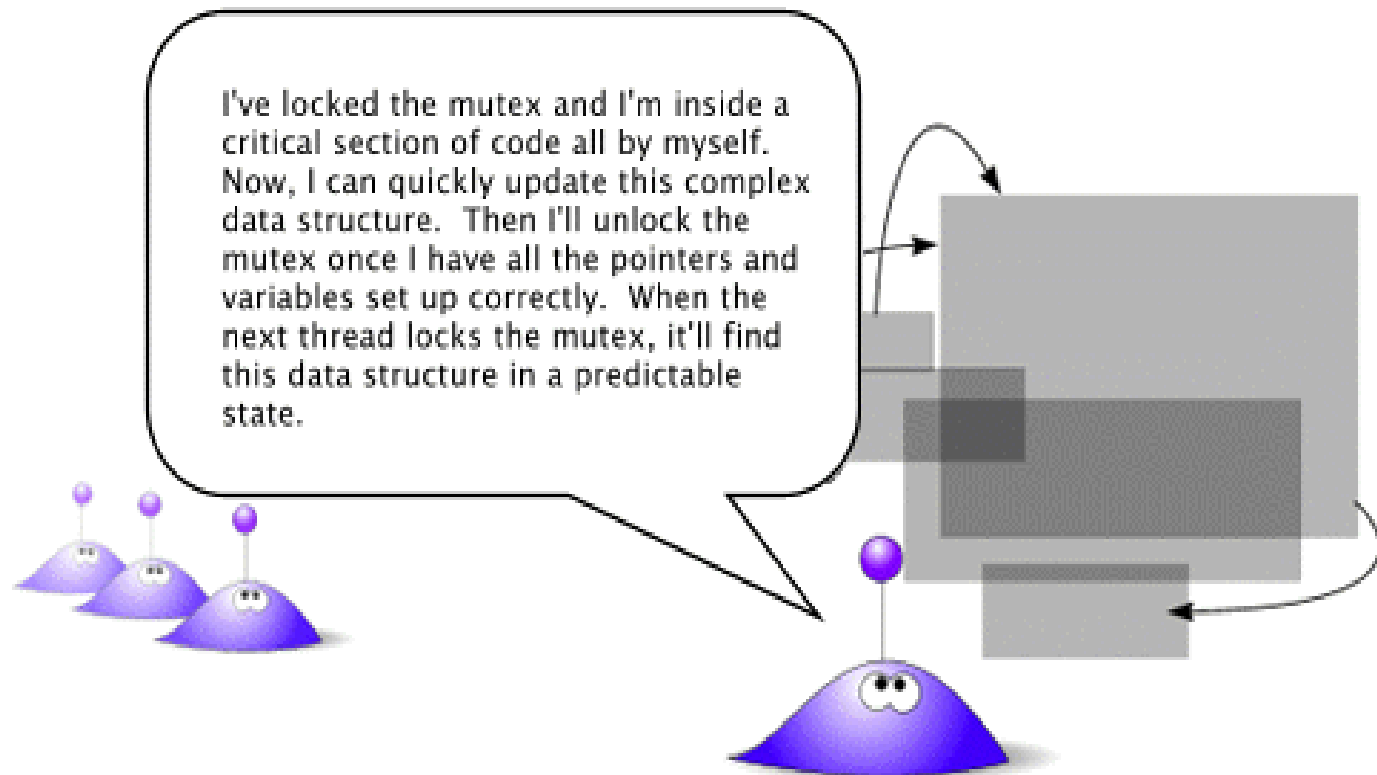 I've locked the mutex and I'm inside a
critical section of code all by myself.
Now, I can quickly update this complex
data structure.  Then I'll unlock the
mutex once I have all the pointers and
variables set up correctly.  When the
next thread locks the mutex, it'll find
this data structure in a predictable
state.